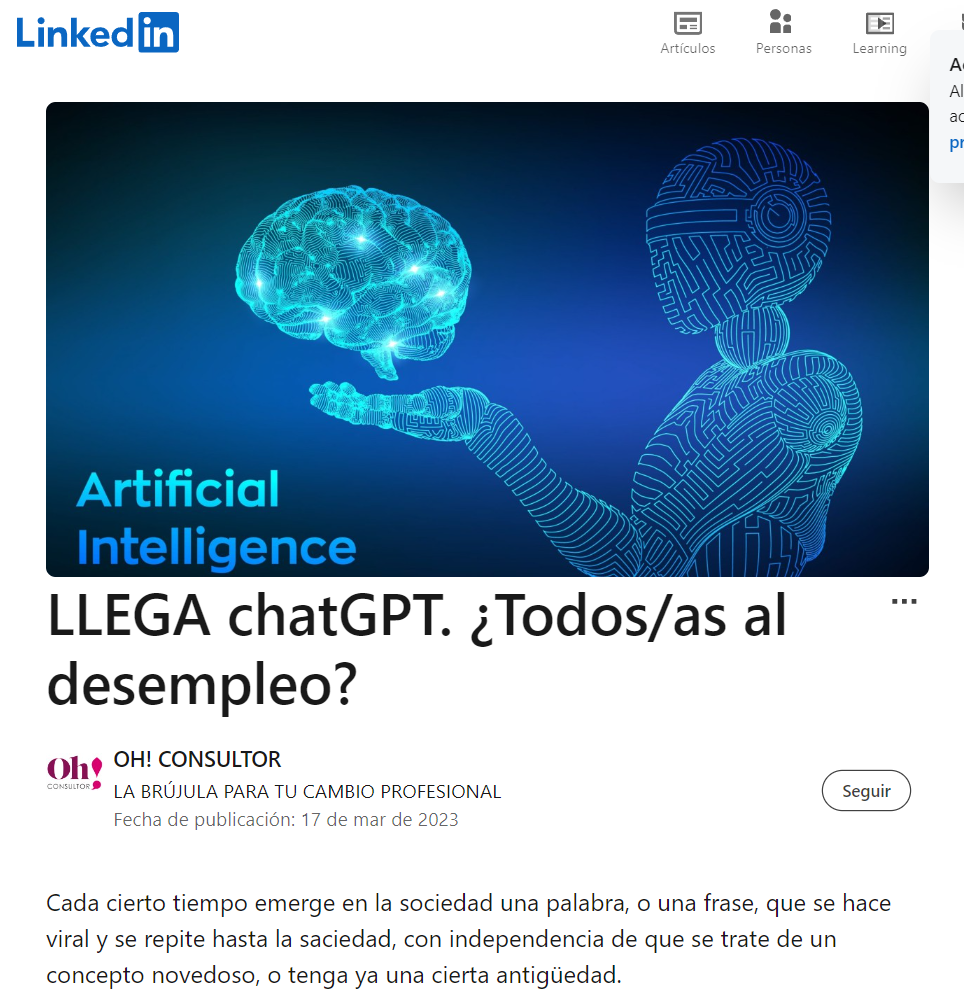 Linkedin
Artículos
Personas
Learning
Artificial
Intelligence
LLEGA chatGPT. ¿Todos/as al
desempleo?
Oh!
CONSULTOR
OH! CONSULTOR
LA BRÚJULA PARA TU CAMBIO PROFESIONAL
Fecha de publicación: 17 de mar de 2023
Seguir
Cada cierto tiempo emerge en la sociedad una palabra, o una frase, que se hace
viral y se repite hasta la saciedad, con independencia de que se trate de un
concepto novedoso, o tenga ya una cierta antigüedad.